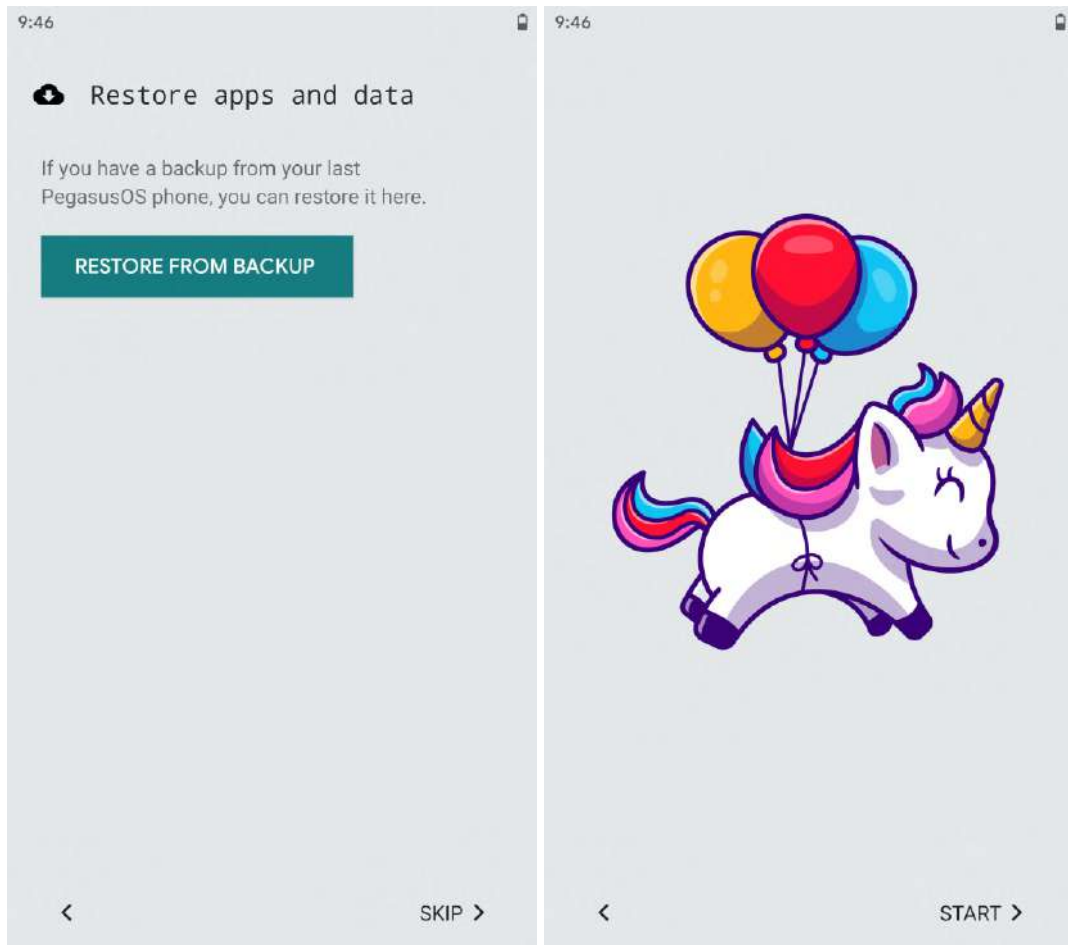 9:46
Restore apps and data
If you have a backup from your last
PegasusOS phone, you can restore it here.
RESTORE FROM BACKUP
SKIP
9:46
START